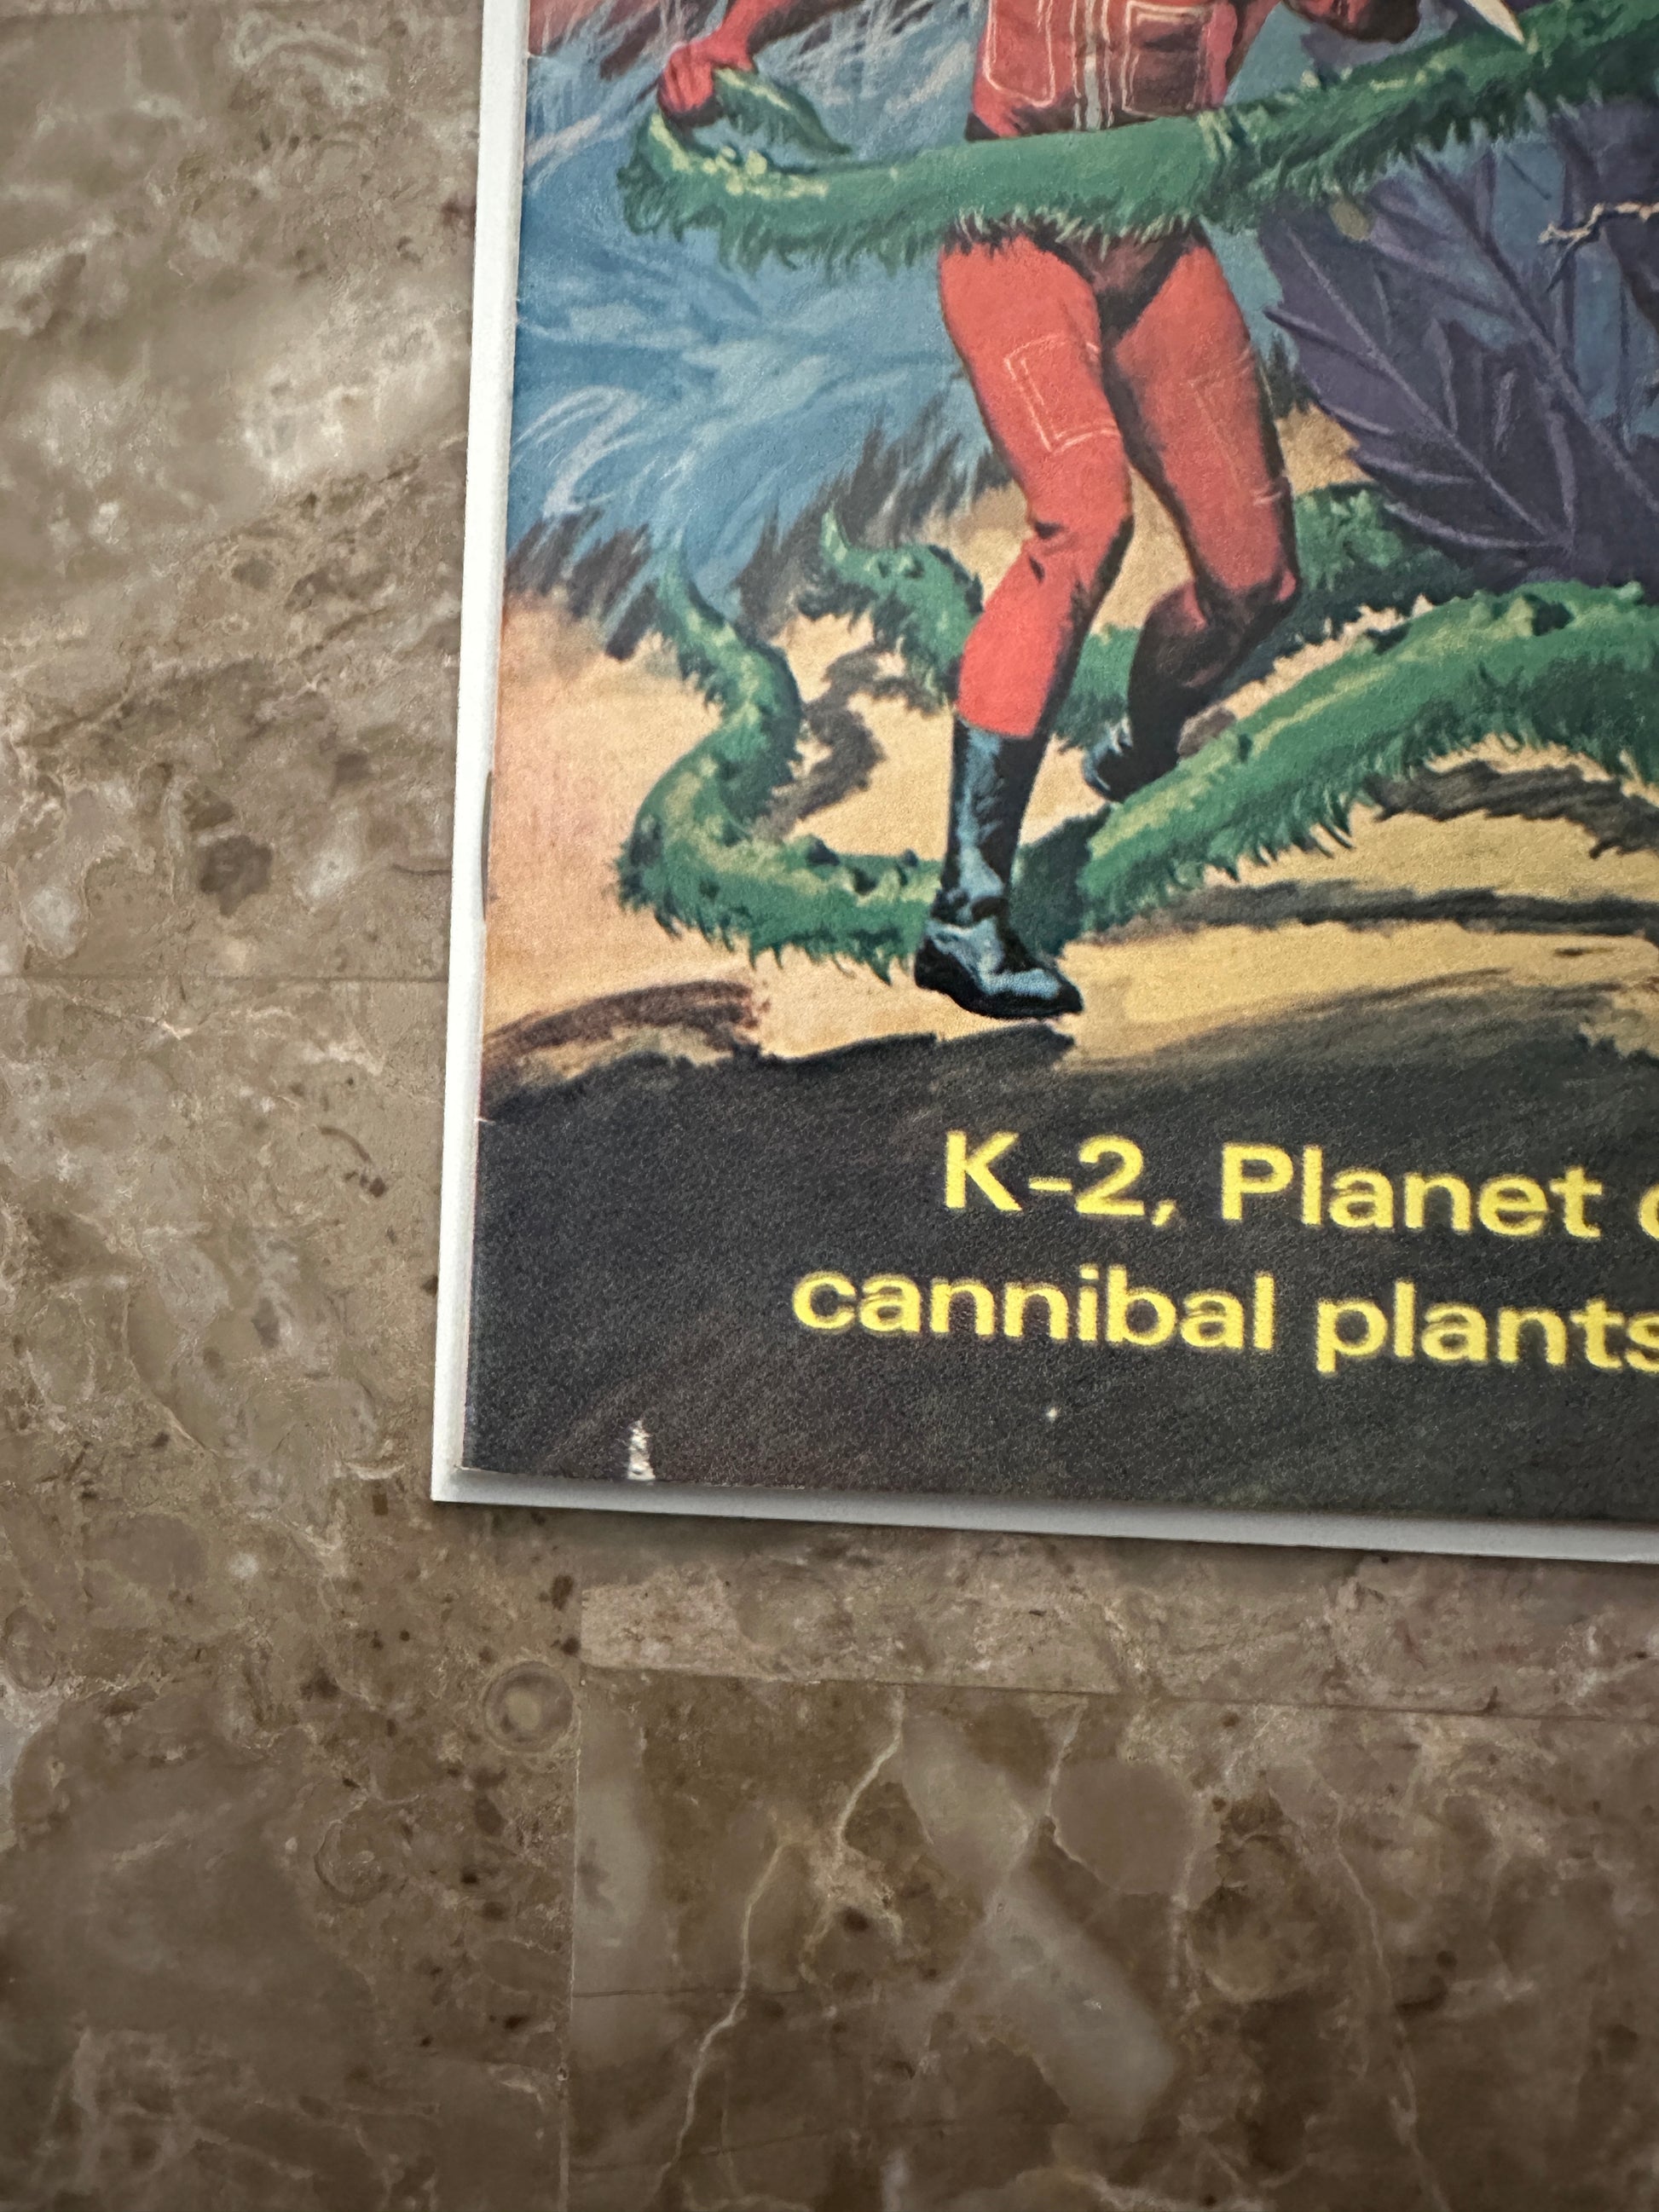 K-2, Planet
cannibal plants